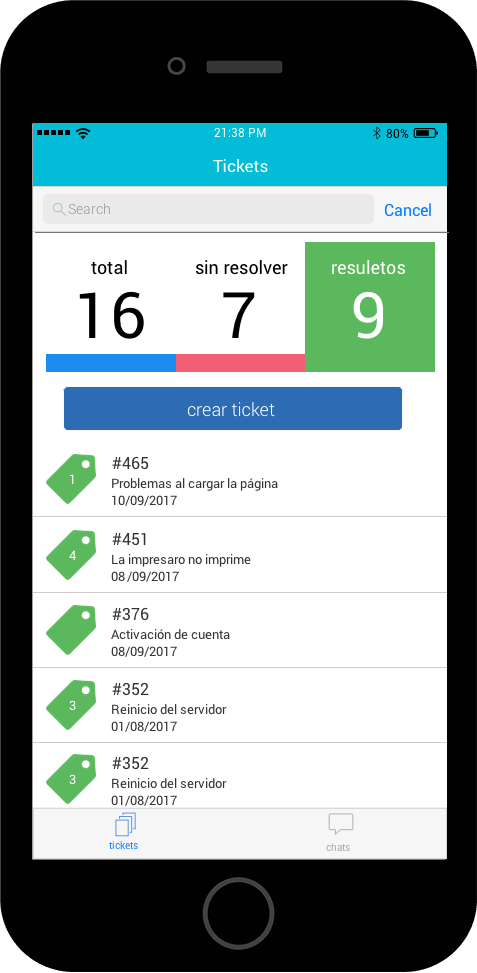 21:38 PM
80%
Tickets
Search
Cancel
total
sin resolver
resuletos
16
7
9
crear ticket
1
#465
Problemas al cargar la página
10/09/2017
4
#451
La impresaro no imprime
08/09/2017
#376
Activación de cuenta
08/09/2017
3
#352
Reinicio del servidor
01/08/2017
3
#352
Reinicio del servidor
01/08/2017
tickets
chats